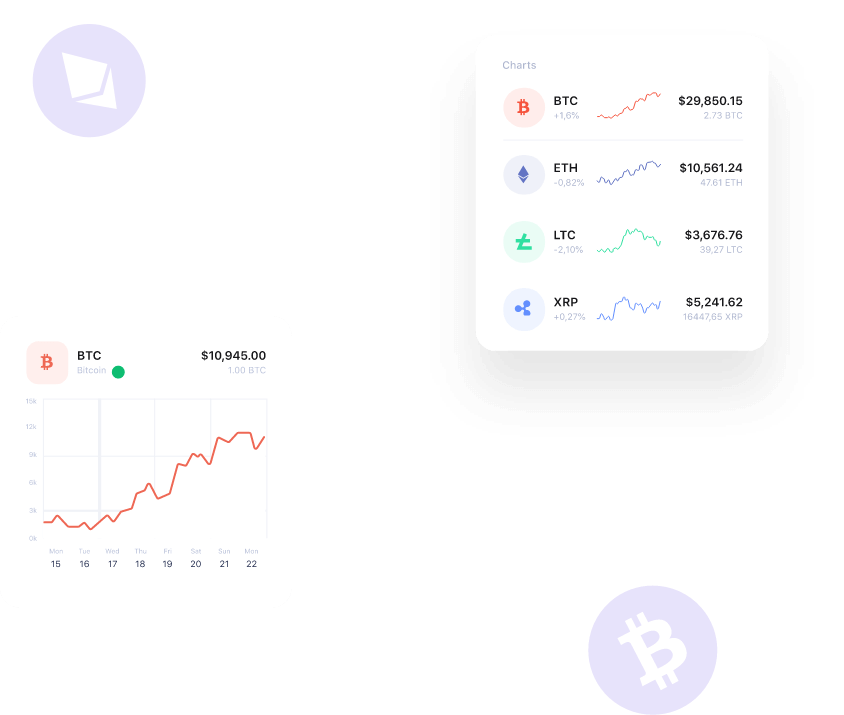 Charts
BTC $29,850.15
+1,6% 2.73 BTC
ETH $10,561.24
-0,82% 47.61 ETH
LTC $3,676.76
-2,10% 39,27 LTC
XRP $5,241.62
+0,27% 16447,65 XRP
BTC $10,945.00
Bitcoin 1.00 BTC
15k
12k
9k
6k
3k
0k
Mon Tue Wed Thu Fri Sat Sun Mon
15 16 17 18 19 20 21 22